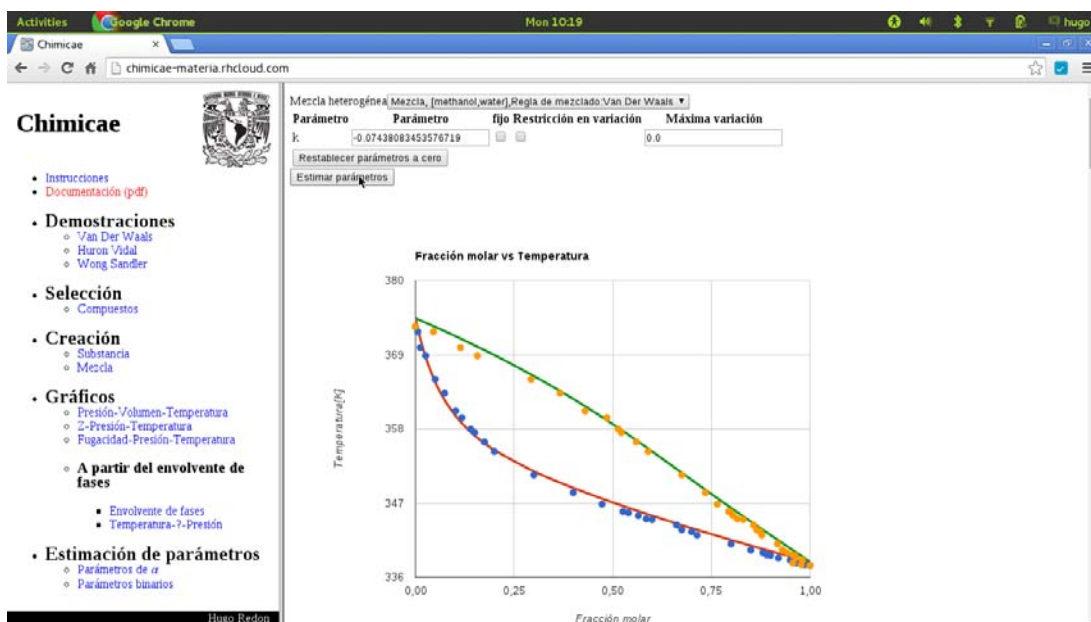 Activities
Google Chrome
Mon 10:19
hugo
Chimicae
chimicae-materia.rhcloud.com
Chimicae
Instrucciones
Documentación (pdf)
Demostraciones
Van Der Waals
Huron Vidal
Wong Sandler
Selección
Compuestos
Creación
Substancia
Mezcla
Gráficos
Presión-Volumen-Temperatura
Z-Presión-Temperatura
Fugacidad-Presión-Temperatura
A partir del envolvente de
fases
Envolvente de fases
Temperatura-?-Presión
Estimación de parámetros
Parámetros de α
Parámetros binarios
Hugo Redon
Mezcla heterogénea Mezcla, [methanol,water],Regla de mezclado:Van Der Waals
Parámetro Parámetro fijo Restricción en variación Máxima variación
k -0.07438083453576719 0.0
Restablecer parámetros a cero
Estimar parámetros
Fracción molar vs Temperatura
Temperatura[K]
380
369
358
347
336
0,00 0,25 0,50 0,75 1,00
Fracción molar